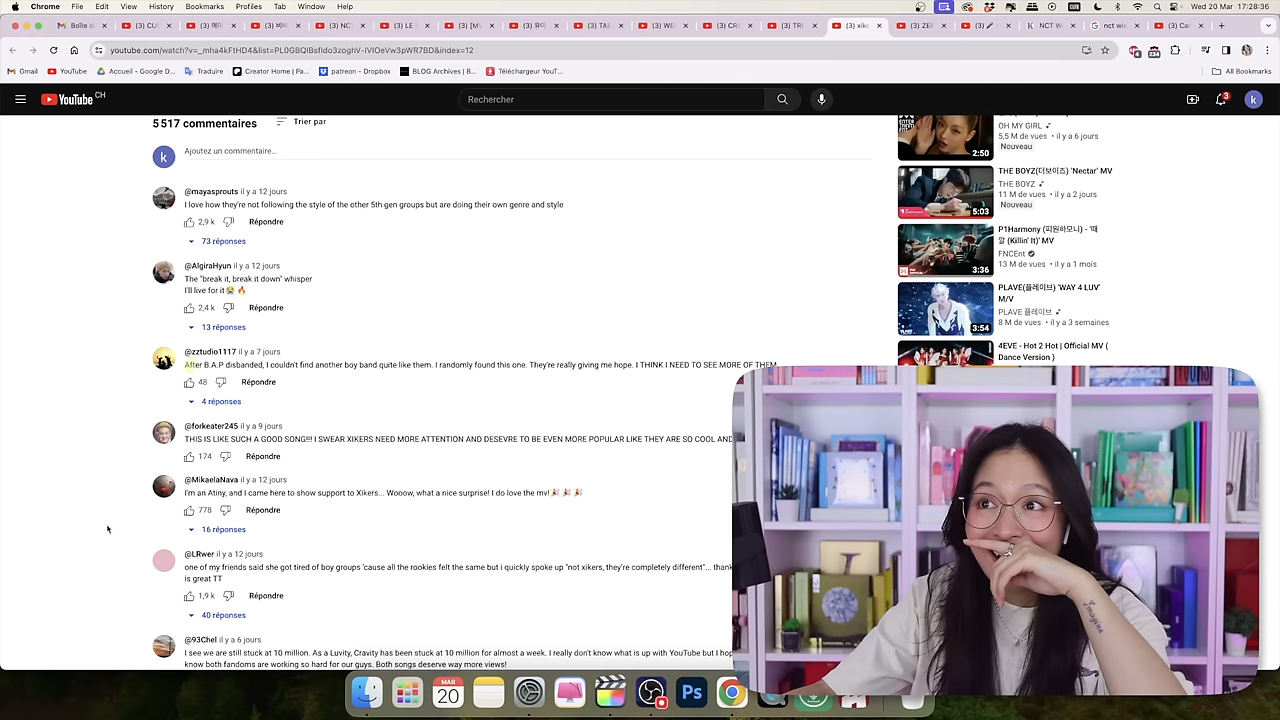 Chrome File Edit View History Bookmarks Profiles Tab Window Help
Wed 20 Mar 17:28:36
youtube.com/watch?v=_mha4kFtHD4&list=PL0GBQlBsfIdo3zoghV-IVIOeVw3pWR7BD&index=12
Gmail YouTube Accueil - Google D... Traduire Creator Home | Pa... patreon - Dropbox BLOG Archives | B... Téléchargeur YouT... All Bookmarks
YouTube CH
Rechercher
3
k
5 517 commentaires Trier par
k
Ajoutez un commentaire...
@mayasprouts il y a 12 jours
I love how they're not following the style of the other 5th gen groups but are doing their own genre and style
2,9 k Répondre
73 réponses
@AlgiraHyun il y a 12 jours
The "break it, break it down" whisper
I'll live for it😭🔥
2,4 k Répondre
13 réponses
@zztudio1117 il y a 7 jours
After B.A.P disbanded, I couldn't find another boy band quite like them. I randomly found this one. They're really giving me hope. I THINK I NEED TO SEE MORE OF THEM
48 Répondre
4 réponses
@forkeater245 il y a 9 jours
THIS IS LIKE SUCH A GOOD SONG!!! I SWEAR XIKERS NEED MORE ATTENTION AND DESEVRE TO BE EVEN MORE POPULAR LIKE THEY ARE SO COOL AND
174 Répondre
@MikaelaNava il y a 12 jours
I'm an Atiny, and I came here to show support to Xikers... Wooow, what a nice surprise! I do love the mv!🎉🎉🎉
778 Répondre
16 réponses
@LRwer il y a 12 jours
one of my friends said she got tired of boy groups 'cause all the rookies felt the same but i quickly spoke up "not xikers, they're completely different"... thank
is great TT
1,9 k Répondre
40 réponses
@93Chel il y a 6 jours
I see we are still stuck at 10 million. As a Luvity, Cravity has been stuck at 10 million for almost a week. I really don't know what is up with YouTube but I hop
know both fandoms are working so hard for our guys. Both songs deserve way more views!
2:50
OH MY GIRL
5,5 M de vues • il y a 6 jours
Nouveau
5:03
THE BOYZ(더보이즈) 'Nectar' MV
THE BOYZ
11 M de vues • il y a 2 jours
Nouveau
3:36
P1Harmony (피원하모니) - '때
깔 (Killin' It)' MV
FNCEnt
13 M de vues • il y a 1 mois
3:54
PLAVE(플레이브) 'WAY 4 LUV'
M/V
PLAVE 플레이브
8 M de vues • il y a 3 semaines
4EVE - Hot 2 Hot | Official MV (
Dance Version )
Imagine
MAR
20
Ps